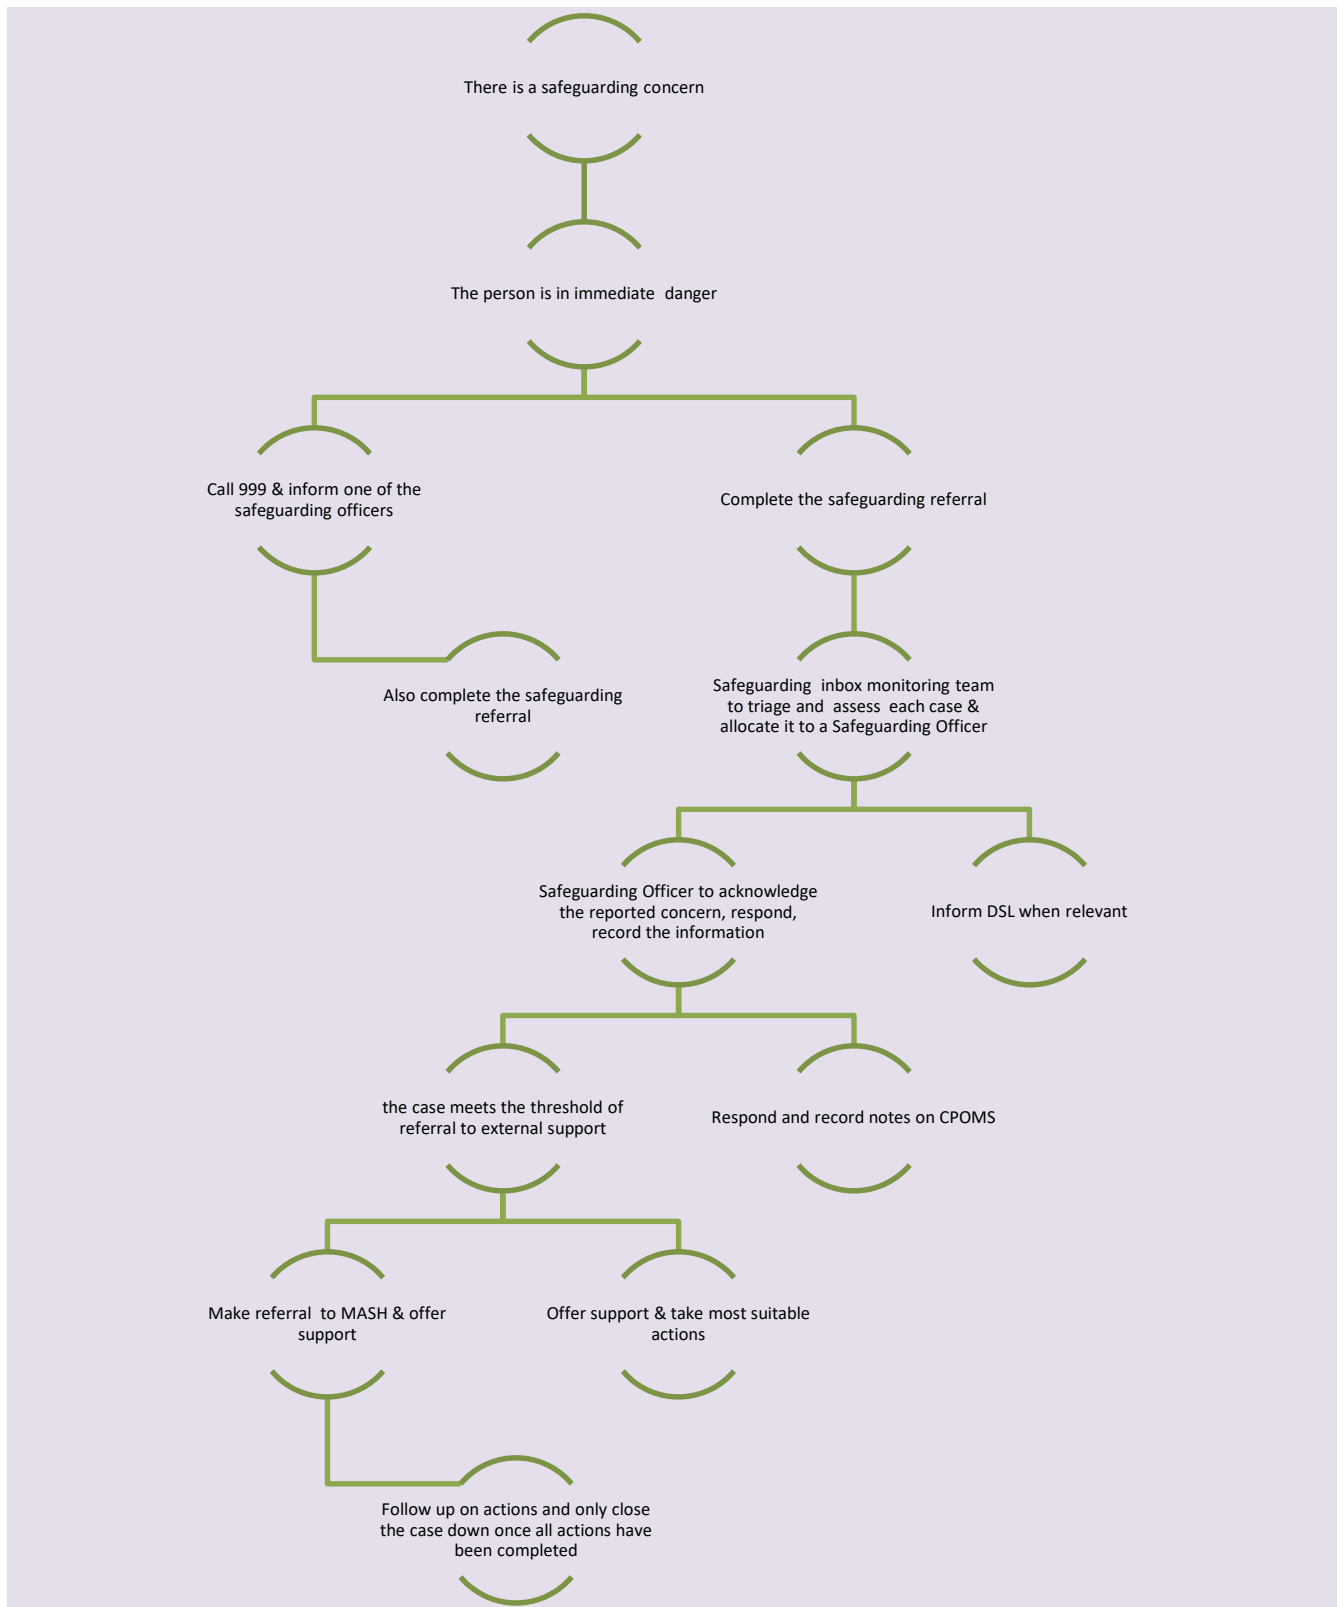 There is a safeguarding concern
The person is in immediate  danger
Call 999 & inform one of the
safeguarding officers
Complete the safeguarding referral
Also complete the safeguarding
referral
Safeguarding  inbox monitoring team
to triage and  assess  each case &
allocate it to a Safeguarding Officer
Safeguarding Officer to acknowledge
the reported concern, respond,
record the information
Inform DSL when relevant
the case meets the threshold of
referral to external support
Respond and record notes on CPOMS
Make referral  to MASH & offer
support
Offer support & take most suitable
actions
Follow up on actions and only close
the case down once all actions have
been completed